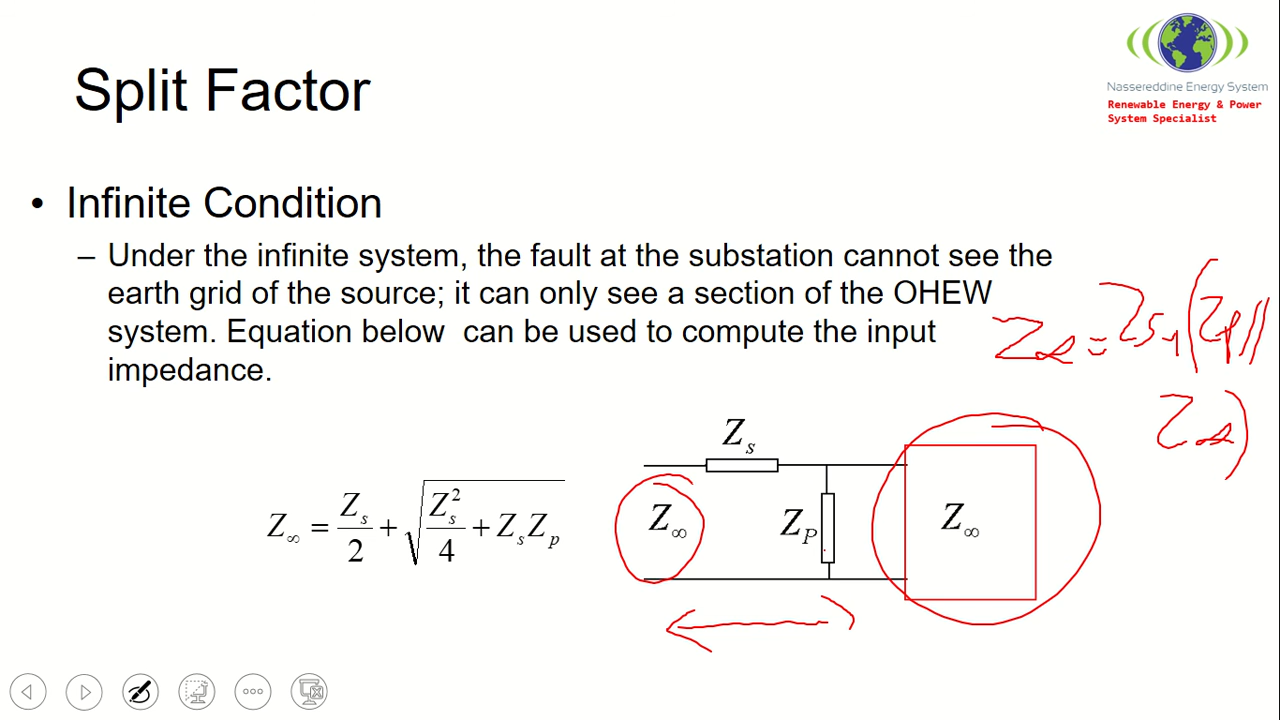 Split Factor
Nassereddine Energy System
Renewable Energy & Power
System Specialist
• Infinite Condition
– Under the infinite system, the fault at the substation cannot see the
earth grid of the source; it can only see a section of the OHEW
system. Equation below can be used to compute the input
impedance.
Z∞ = Zs + (Zp //
Z∞)
Z∞ = Zs/2 + √(Zs²/4 + ZsZp)
Zs
Z∞
ZP
Z∞